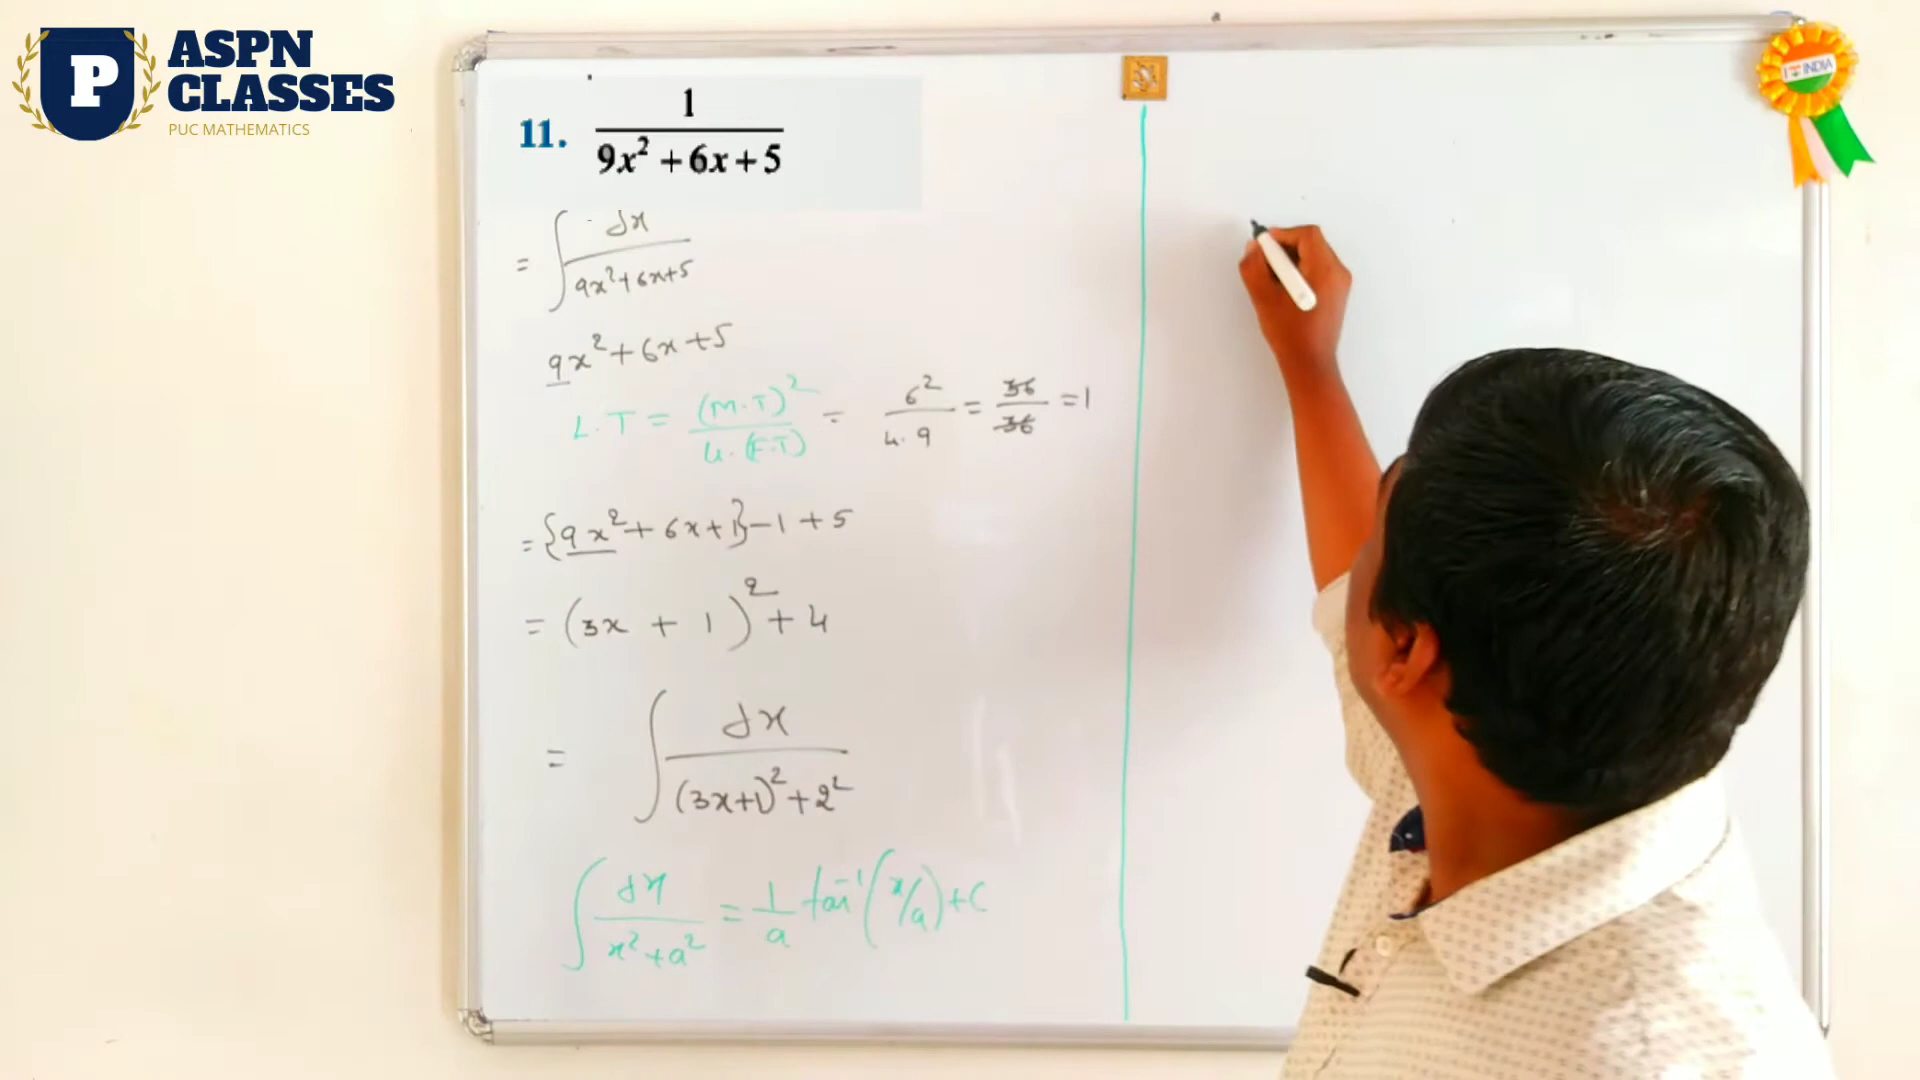 ASPN
CLASSES
PUC MATHEMATICS
P
I INDIA
11. 1 / 9x² + 6x + 5
= ∫ dx / 9x²+6x+5
9x²+6x+5
L.T = (M.T)² / 4.(F.T) = 6² / 4.9 = 36 / 36 = 1
= {9x²+6x+1}-1+5
= (3x + 1)² + 4
= ∫ dx / (3x+1)²+2²
∫ dx / x²+a² = 1/a tan⁻¹(x/a)+C